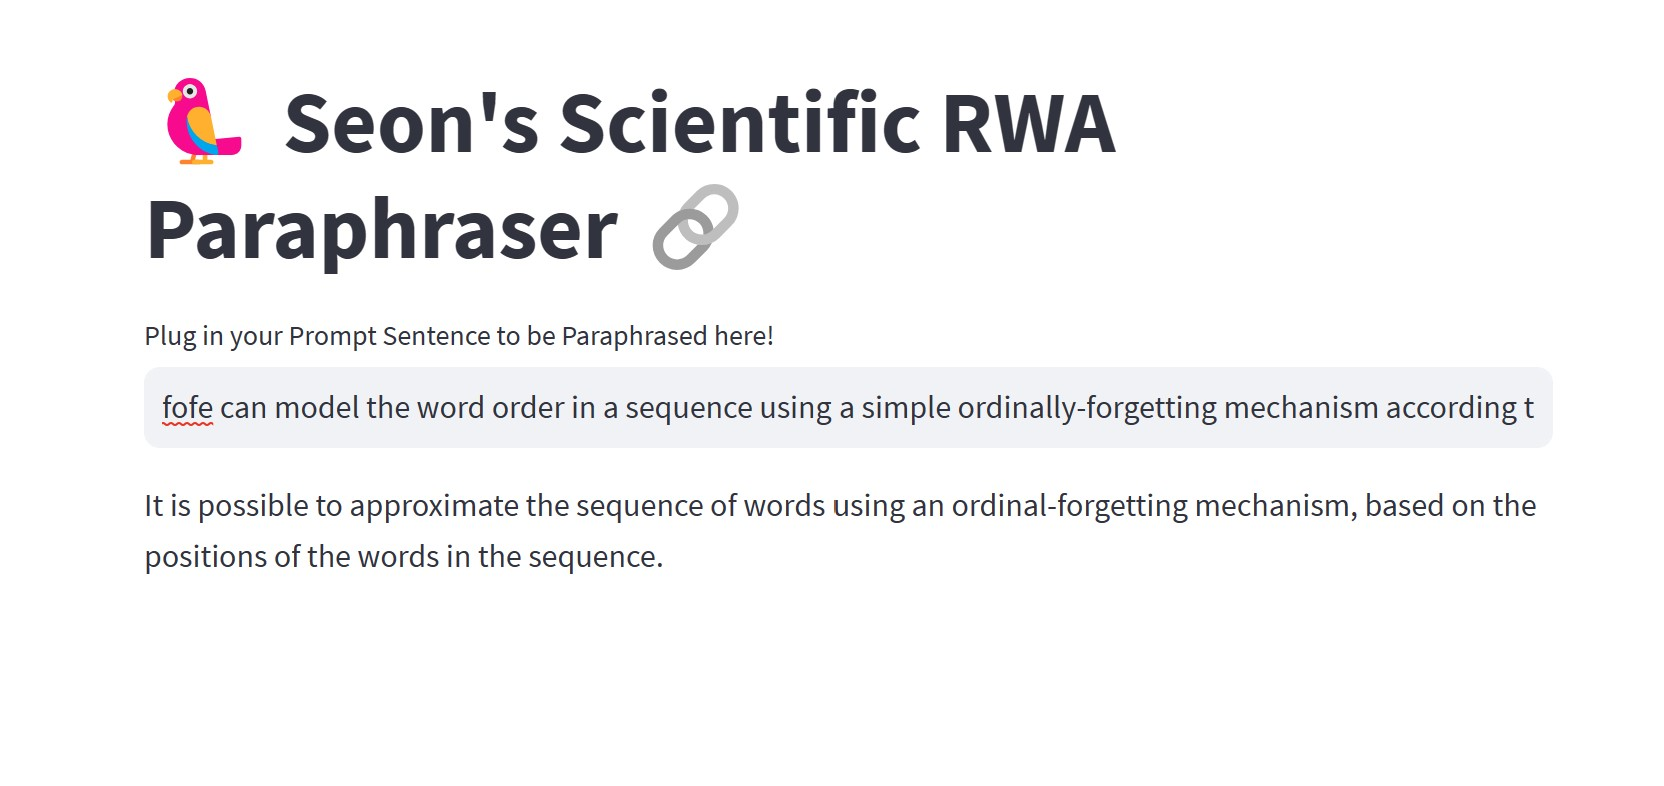 Seon's Scientific RWA
Paraphraser
Plug in your Prompt Sentence to be Paraphrased here!
fofe can model the word order in a sequence using a simple ordinally-forgetting mechanism according t
It is possible to approximate the sequence of words using an ordinal-forgetting mechanism, based on the
positions of the words in the sequence.